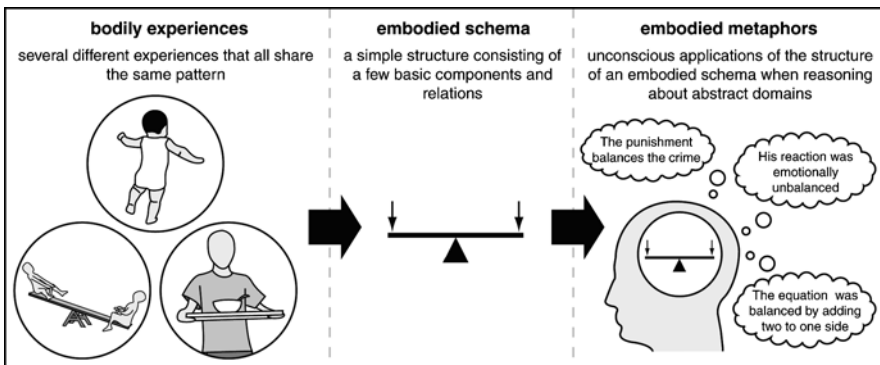 bodily experiences
several different experiences that all share
the same pattern
embodied schema
a simple structure consisting of
a few basic components and
relations
embodied metaphors
unconscious applications of the structure
of an embodied schema when reasoning
about abstract domains
The punishment
balances the crime
His reaction was
emotionally
unbalanced
The equation was
balanced by adding
two to one side